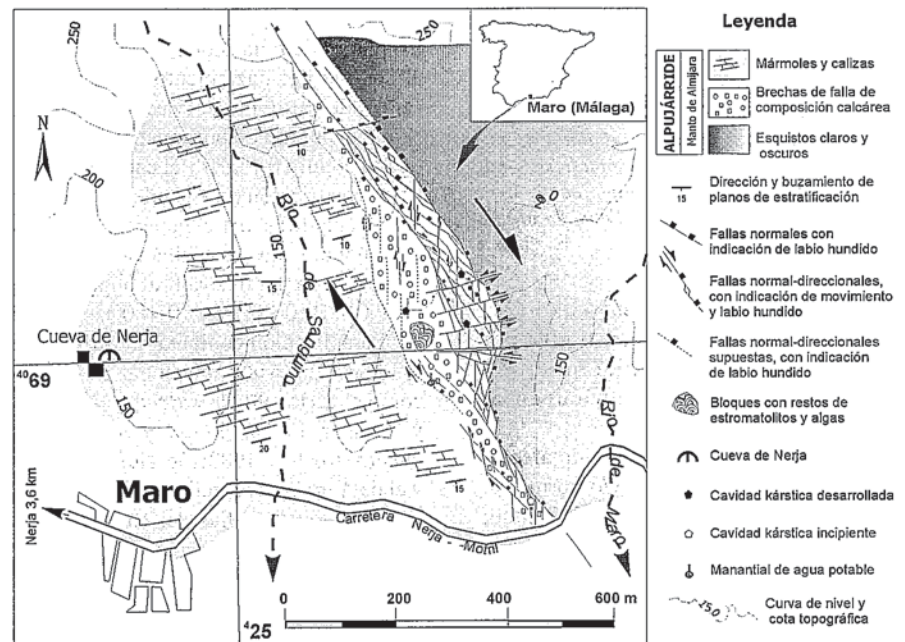 250
250
N
200
150
150
150
150
10
10
15
20
15
Río
de
Sanguino
Río
de
Maro
Maro (Málaga)
Cueva de Nerja
⁴⁰69
Maro
Nerja 3,6 km
Carretera Nerja - Motril
⁴25
0 200 400 600 m
Leyenda
ALPUJÁRRIDE
Manto de Almijara
Mármoles y calizas
Brechas de falla de
composición calcárea
Esquistos claros y
oscuros
15
Dirección y buzamiento de
planos de estratificación
Fallas normales con
indicación de labio hundido
Fallas normal-direccionales,
con indicación de movimiento
y labio hundido
Fallas normal-direccionales
supuestas, con indicación
de labio hundido
Bloques con restos de
estromatolitos y algas
Cueva de Nerja
Cavidad kárstica desarrollada
Cavidad kárstica incipiente
Manantial de agua potable
150
Curva de nivel y
cota topográfica